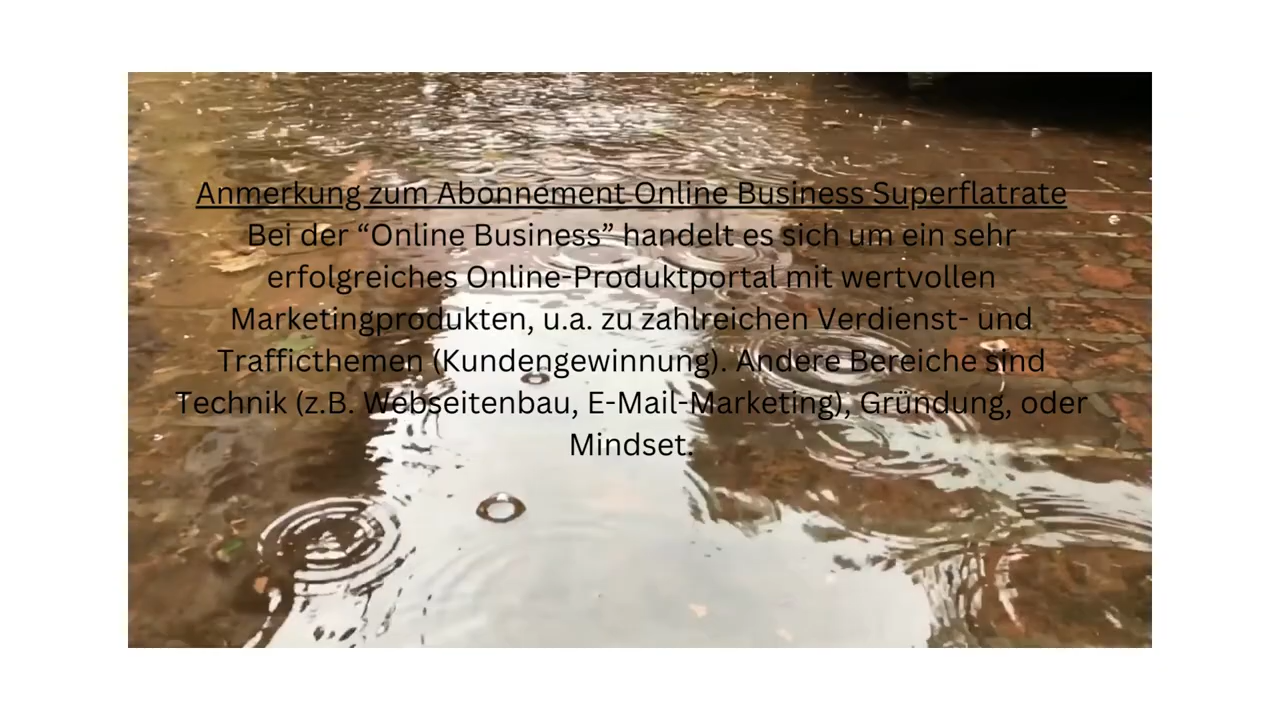 Anmerkung zum Abonnement Online Business Superflatrate
Bei der “Online Business” handelt es sich um ein sehr
erfolgreiches Online-Produktportal mit wertvollen
Marketingprodukten, u.a. zu zahlreichen Verdienst- und
Trafficthemen (Kundengewinnung). Andere Bereiche sind
Technik (z.B. Webseitenbau, E-Mail-Marketing), Gründung, oder
Mindset.